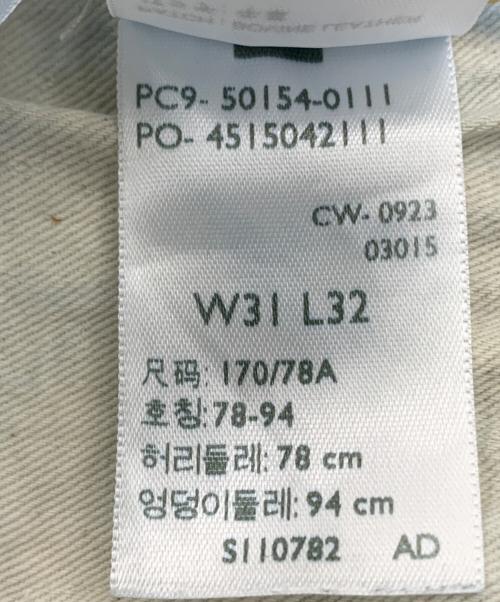 PC9- 50154-0111
PO- 4515042111
CW- 0923
03015
W31 L32
尺码: 170/78A
호칭:78-94
허리둘레: 78 cm
엉덩이둘레: 94 cm
S110782 AD